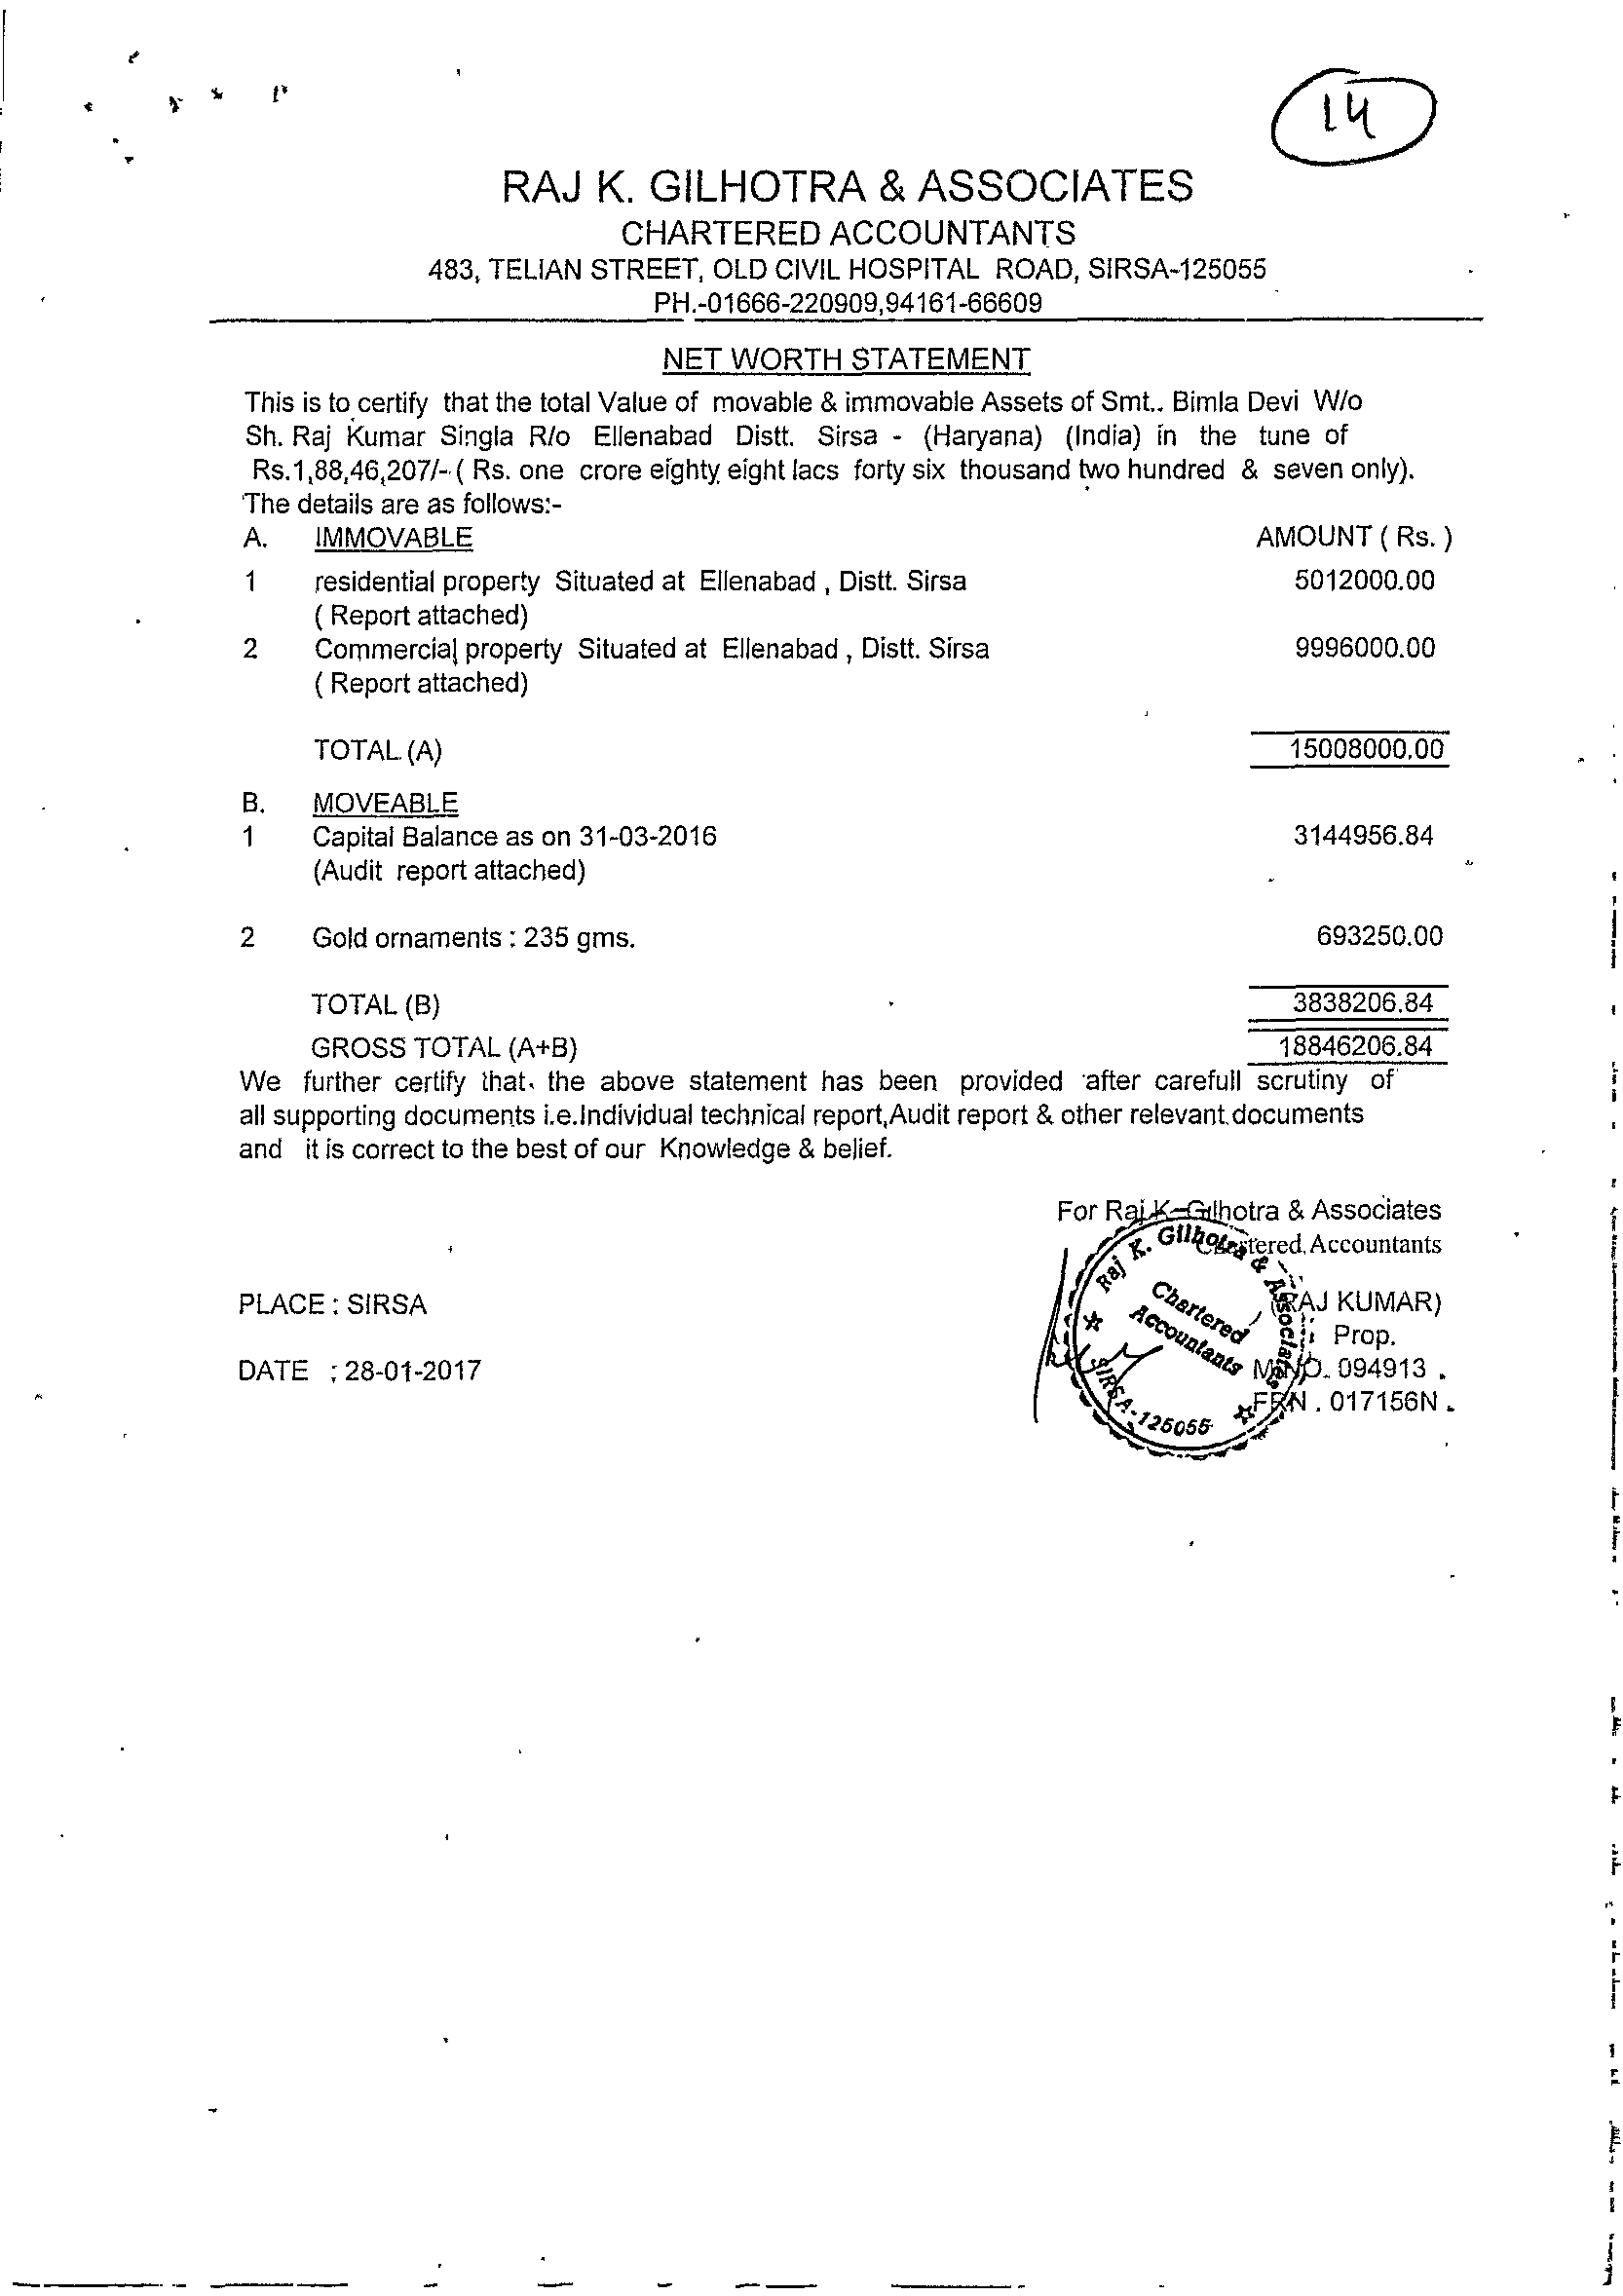 14
RAJ K. GILHOTRA & ASSOCIATES
CHARTERED ACCOUNTANTS
483, TELIAN STREET, OLD CIVIL HOSPITAL ROAD, SIRSA-125055
PH.-01666-220909,94161-66609
NET WORTH STATEMENT
This is to certify that the total Value of movable & immovable Assets of Smt.. Bimla Devi W/o
Sh. Raj Kumar Singla R/o Ellenabad Distt. Sirsa - (Haryana) (India) in the tune of
Rs.1,88,46,207/- ( Rs. one crore eighty eight lacs forty six thousand two hundred & seven only).
The details are as follows:-
A. IMMOVABLE AMOUNT ( Rs. )
1 residential property Situated at Ellenabad , Distt. Sirsa 5012000.00
( Report attached)
2 Commercial property Situated at Ellenabad , Distt. Sirsa 9996000.00
( Report attached)
TOTAL (A) 15008000.00
B. MOVEABLE
1 Capital Balance as on 31-03-2016 3144956.84
(Audit report attached)
2 Gold ornaments : 235 gms. 693250.00
TOTAL (B) 3838206.84
GROSS TOTAL (A+B) 18846206.84
We further certify that the above statement has been provided after carefull scrutiny of
all supporting documents i.e.Individual technical report,Audit report & other relevant documents
and it is correct to the best of our Knowledge & belief.
For Raj K. Gilhotra & Associates
Chartered Accountants
Raj K. Gilhotra & Associates
Chartered
Accountants
SIRSA-125055
PLACE : SIRSA (RAJ KUMAR)
Prop.
DATE : 28-01-2017 M.NO. 094913 .
FRN . 017156N .